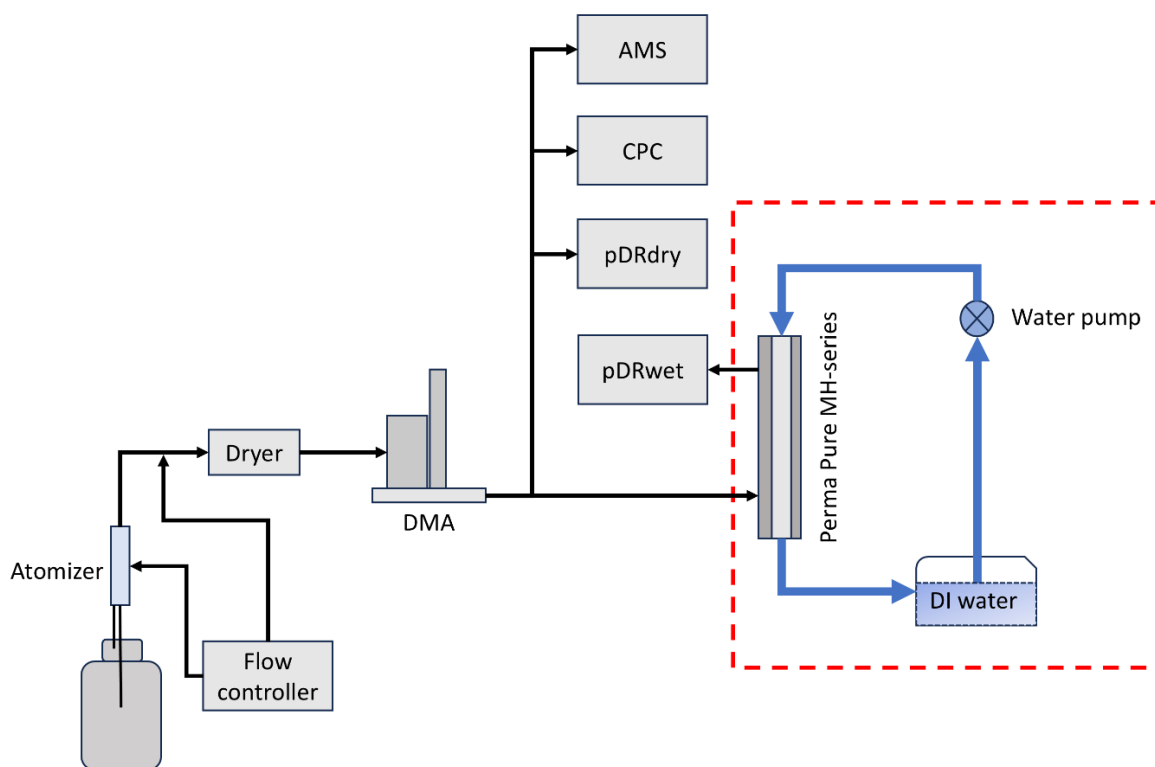 AMS
CPC
pDRdry
pDRwet
Perma Pure MH-series
Water pump
DI water
Dryer
DMA
Atomizer
Flow
controller